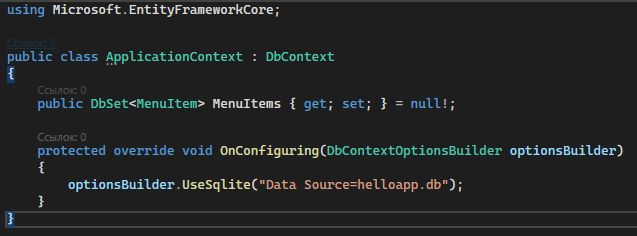 using Microsoft.EntityFrameworkCore;
Ссылок: 2
public class ApplicationContext : DbContext
{
Ссылок: 0
public DbSet<MenuItem> MenuItems { get; set; } = null!;
Ссылок: 0
protected override void OnConfiguring(DbContextOptionsBuilder optionsBuilder)
{
optionsBuilder.UseSqlite("Data Source=helloapp.db");
}
}